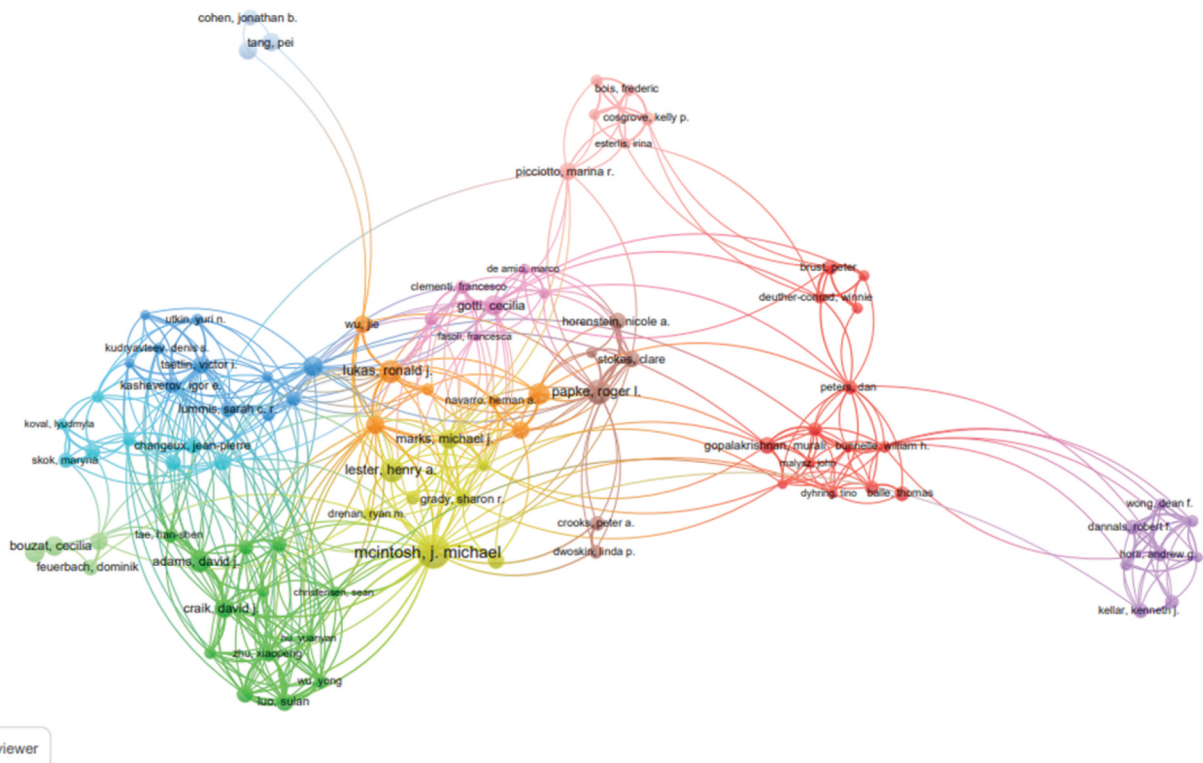 cohen, jonathan b.
tang, pei
bois, frederic
cosgrove, kelly p.
esterlis, irina
picciotto, marina r.
de amio, marco
brust, peter
clementi, francesco
deuther-conrad, winnie
gotti, cecilia
utkin, yuri n.
wu, jie
horenstein, nicole a.
fasoli, francesca
kudryavtsev, denis s.
stokes, clare
tsetlin, victor i.
lukas, ronald j.
kasheverov, igor e.
peters, dan
papke, roger l.
navarro, hernan a.
lummis, sarah c. r.
koval, lyudmyla
marks, michael j.
changeux, jean-pierre
gopalakrishnan, murali
bunnelle, william h.
skok, maryna
malysz, john
lester, henry a.
dyhring, tino
balle, thomas
grady, sharon r.
wong, dean f.
drenan, ryan m.
crooks, peter a.
dannals, robert f.
tae, han-shen
bouzat, cecilia
mcintosh, j. michael
dwoskin, linda p.
horti, andrew g.
adams, david j.
feuerbach, dominik
christensen, sean
craik, david j.
kellar, kenneth j.
zhu, xiaopeng
wu, yong
luo, sulan
viewer